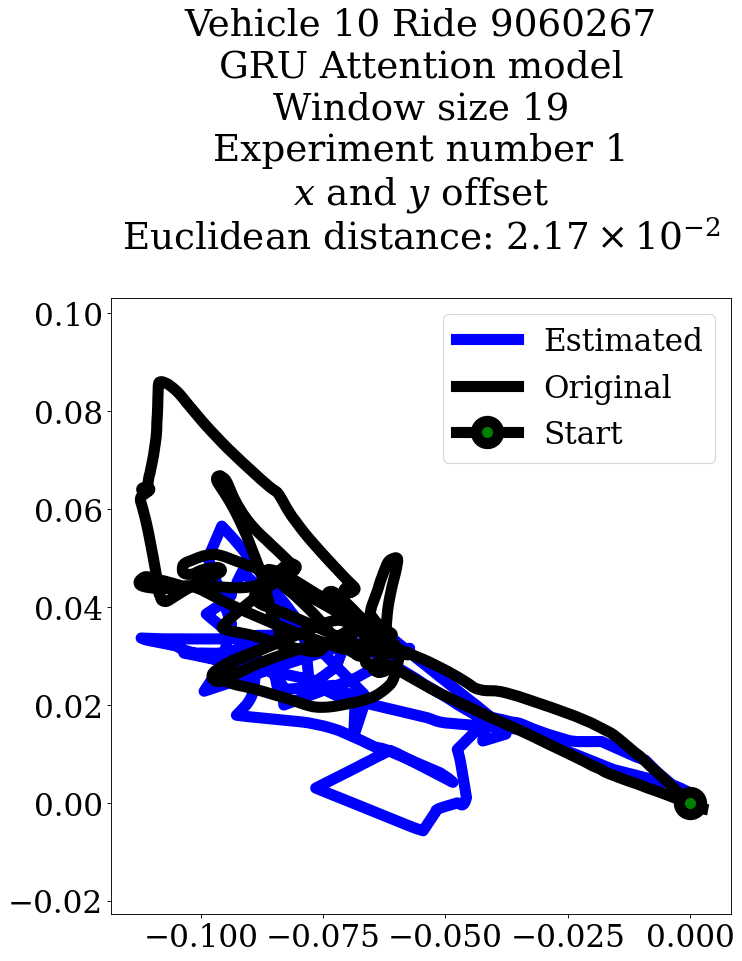 Vehicle 10 Ride 9060267
GRU Attention model
Window size 19
Experiment number 1
x and y offset
Euclidean distance: 2.17 × 10⁻²
Estimated
Original
Start
0.10
0.08
0.06
0.04
0.02
0.00
−0.02
−0.100 −0.075 −0.050 −0.025 0.000